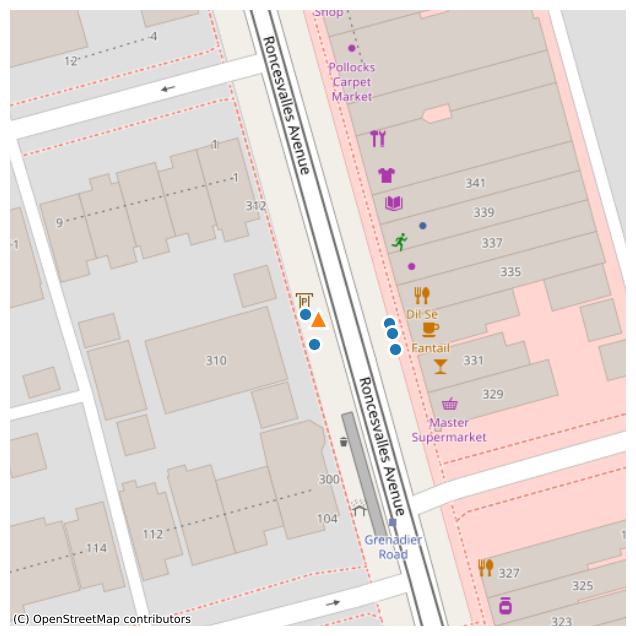 Shop
4
12
Roncesvalles Avenue
Pollocks
Carpet
Market
1
1
341
9
312
339
1
337
335
P
Dil Se
Fantail
310
331
329
Master
Supermarket
Roncesvalles Avenue
300
104
112
114
Grenadier
Road
327
325
323
(C) OpenStreetMap contributors